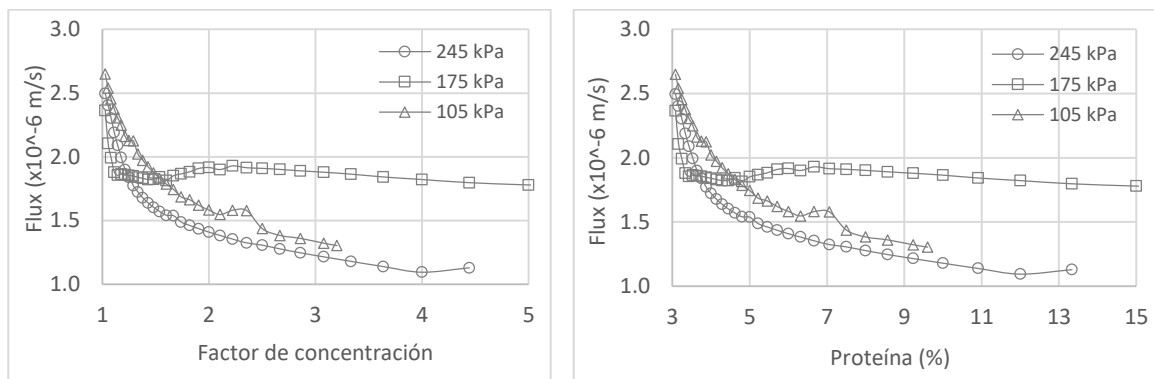 3.0
2.5
2.0
1.5
1.0
Flux (x10^-6 m/s)
245 kPa
175 kPa
105 kPa
1 2 3 4 5
Factor de concentración
3.0
2.5
2.0
1.5
1.0
Flux (x10^-6 m/s)
245 kPa
175 kPa
105 kPa
3 5 7 9 11 13 15
Proteína (%)